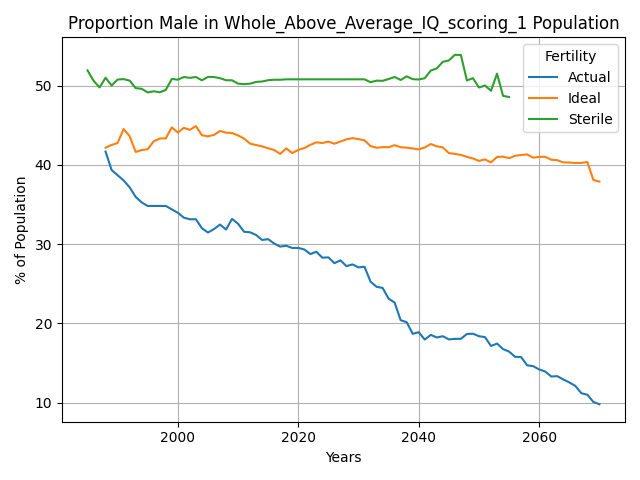 Proportion Male in Whole_Above_Average_IQ_scoring_1 Population
Fertility
Actual
Ideal
Sterile
% of Population
50
40
30
20
10
2000 2020 2040 2060
Years